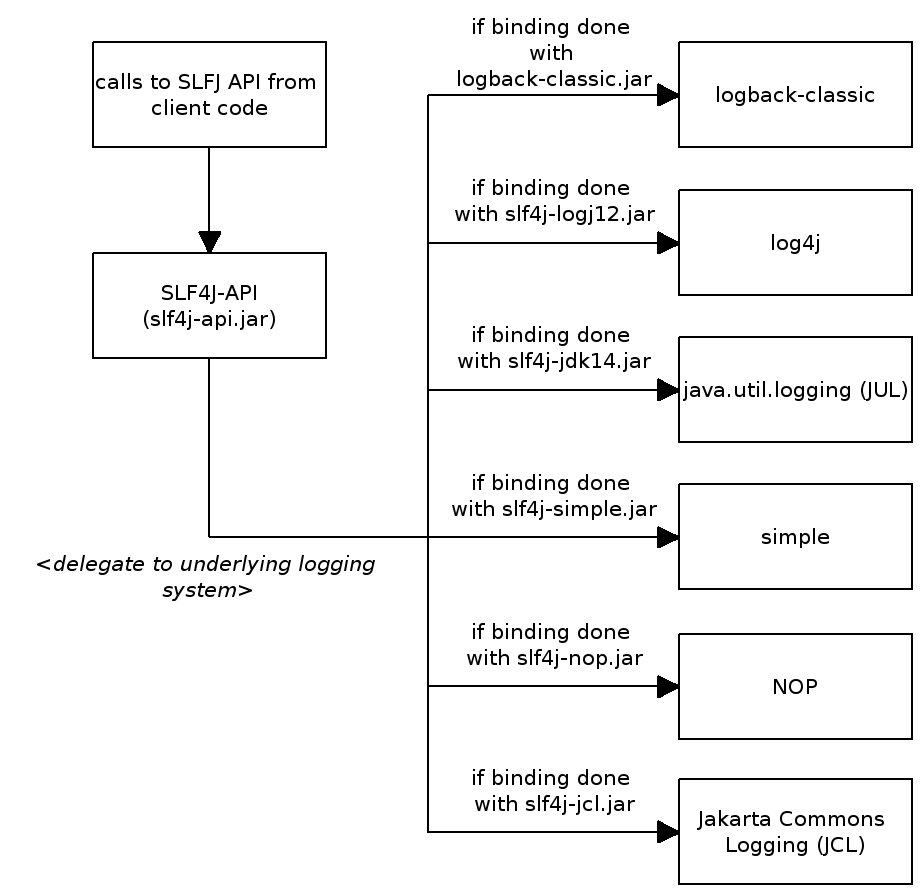 calls to SLFJ API from
client code
SLF4J-API
(slf4j-api.jar)
<delegate to underlying logging
system>
if binding done
with
logback-classic.jar
logback-classic
if binding done
with slf4j-logj12.jar
log4j
if binding done
with slf4j-jdk14.jar
java.util.logging (JUL)
if binding done
with slf4j-simple.jar
simple
if binding done
with slf4j-nop.jar
NOP
if binding done
with slf4j-jcl.jar
Jakarta Commons
Logging (JCL)